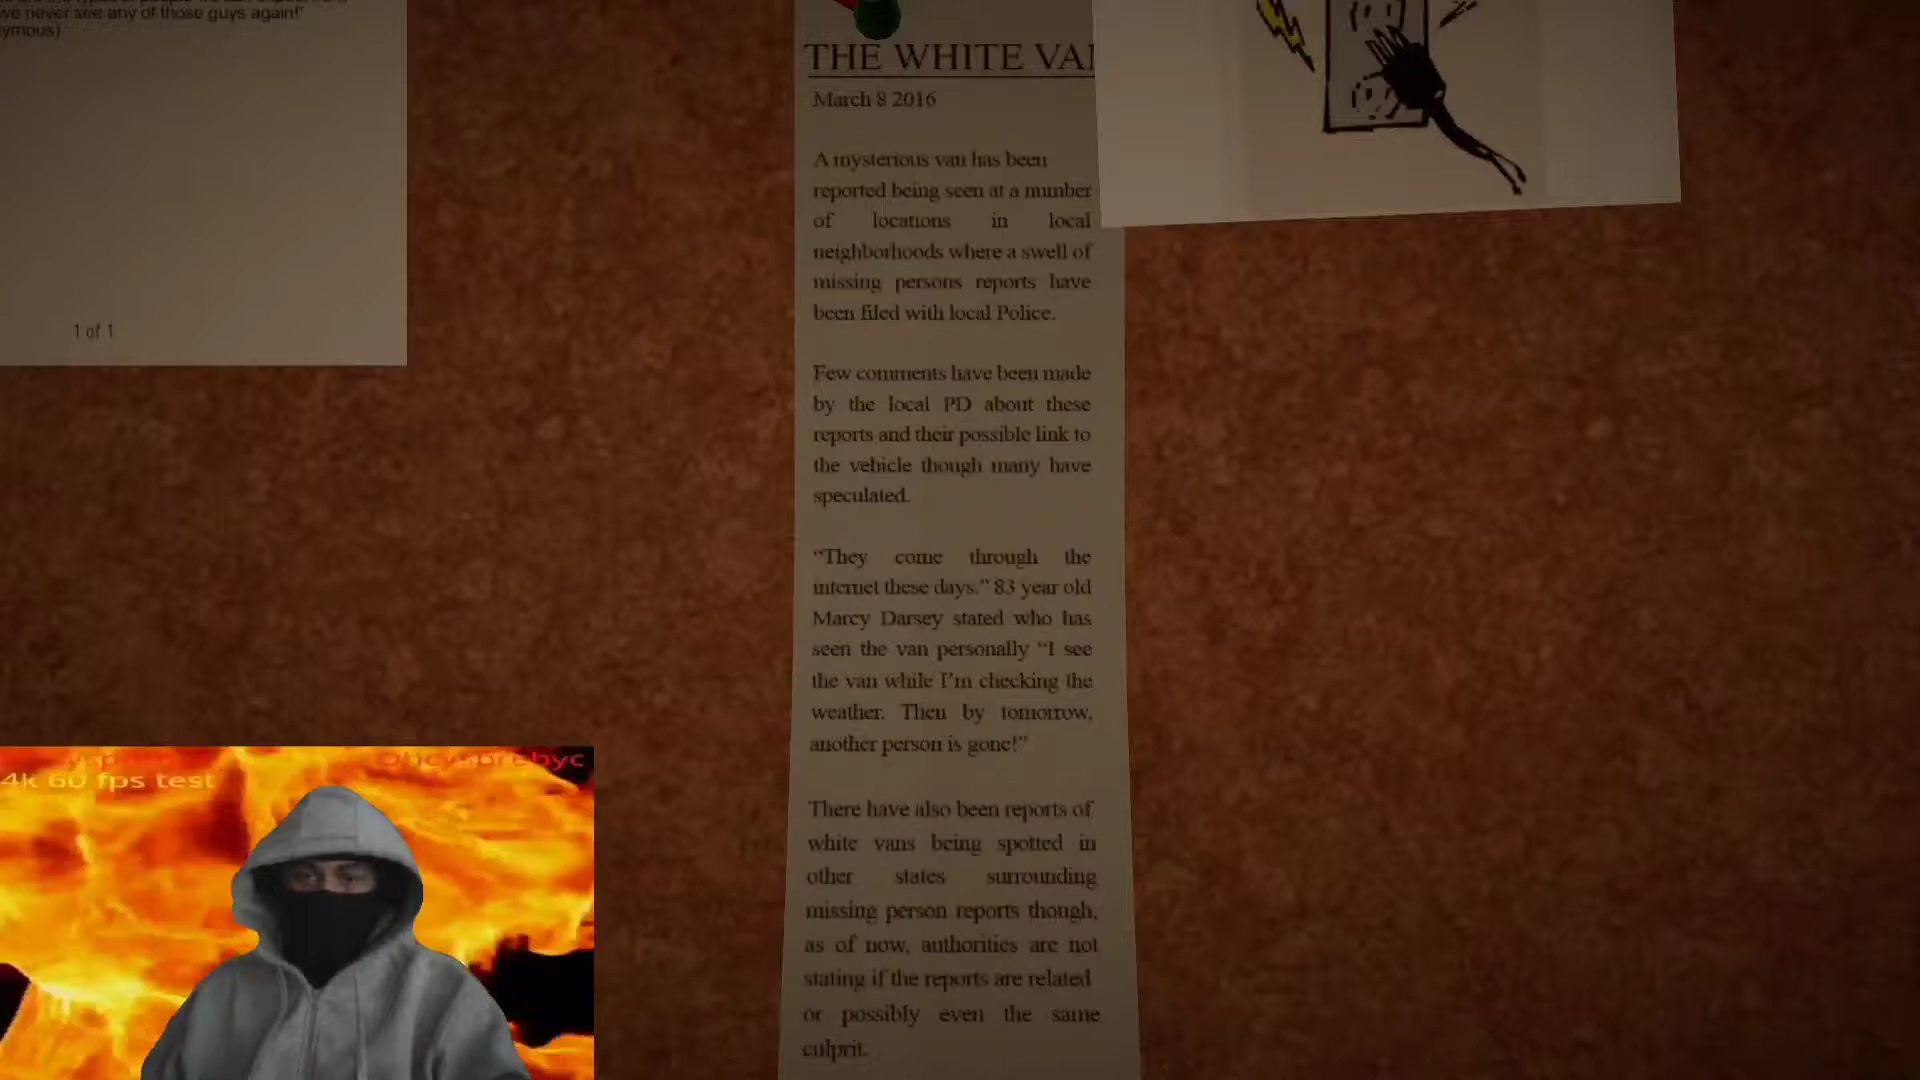 we never see any of those guys again!"
1 of 1
THE WHITE VA
March 8 2016
A mysterious van has been
reported being seen at a number
of locations in local
neighborhoods where a swell of
missing persons reports have
been filed with local Police.
Few comments have been made
by the local PD about these
reports and their possible link to
the vehicle though many have
speculated.
“They come through the
internet these days.” 83 year old
Marcy Darsey stated who has
seen the van personally “I see
the van while I’m checking the
weather. Then by tomorrow,
another person is gone!”
There have also been reports of
white vans being spotted in
other states surrounding
missing person reports though,
as of now, authorities are not
stating if the reports are related
or possibly even the same
culprit.
4k 60 fps test